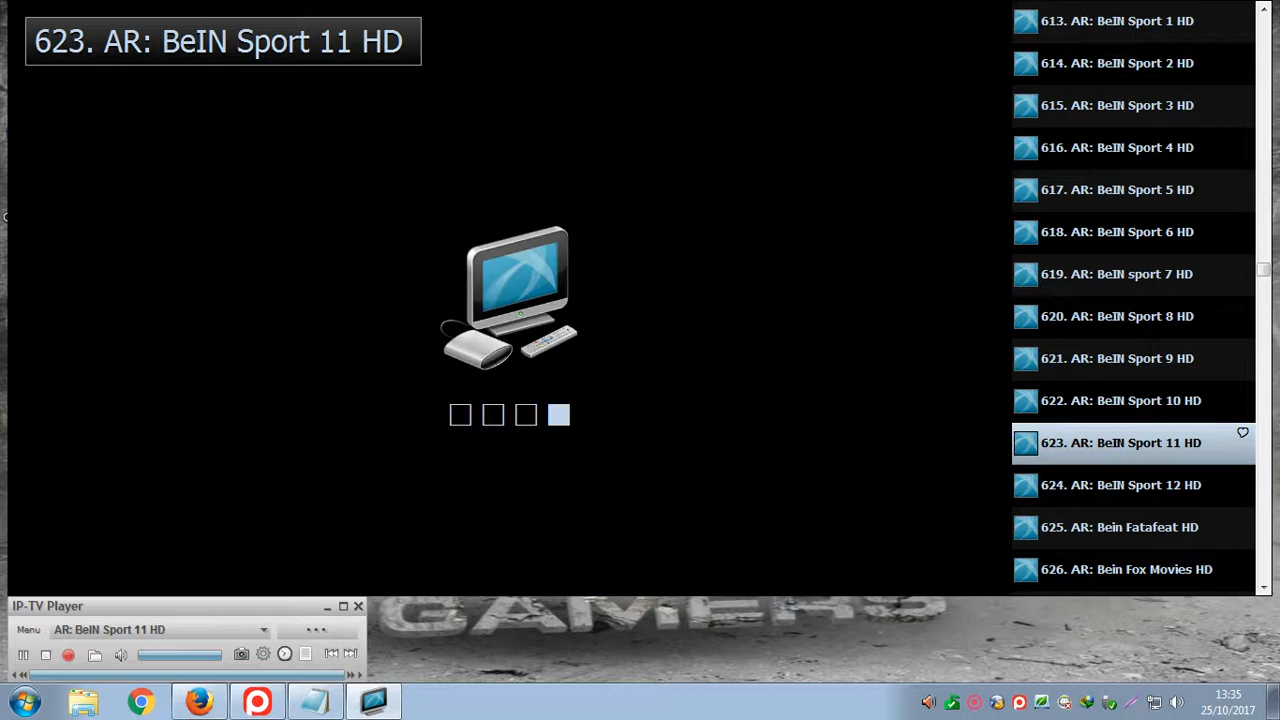 623. AR: BeIN Sport 11 HD
613. AR: BeIN Sport 1 HD
614. AR: BeIN Sport 2 HD
615. AR: BeIN Sport 3 HD
616. AR: BeIN Sport 4 HD
617. AR: BeIN Sport 5 HD
618. AR: BeIN Sport 6 HD
619. AR: BeIN sport 7 HD
620. AR: BeIN Sport 8 HD
621. AR: BeIN Sport 9 HD
622. AR: BeIN Sport 10 HD
623. AR: BeIN Sport 11 HD
624. AR: BeIN Sport 12 HD
625. AR: Bein Fatafeat HD
626. AR: Bein Fox Movies HD
IP-TV Player
Menu AR: BeIN Sport 11 HD
GAMERS
13:35
25/10/2017